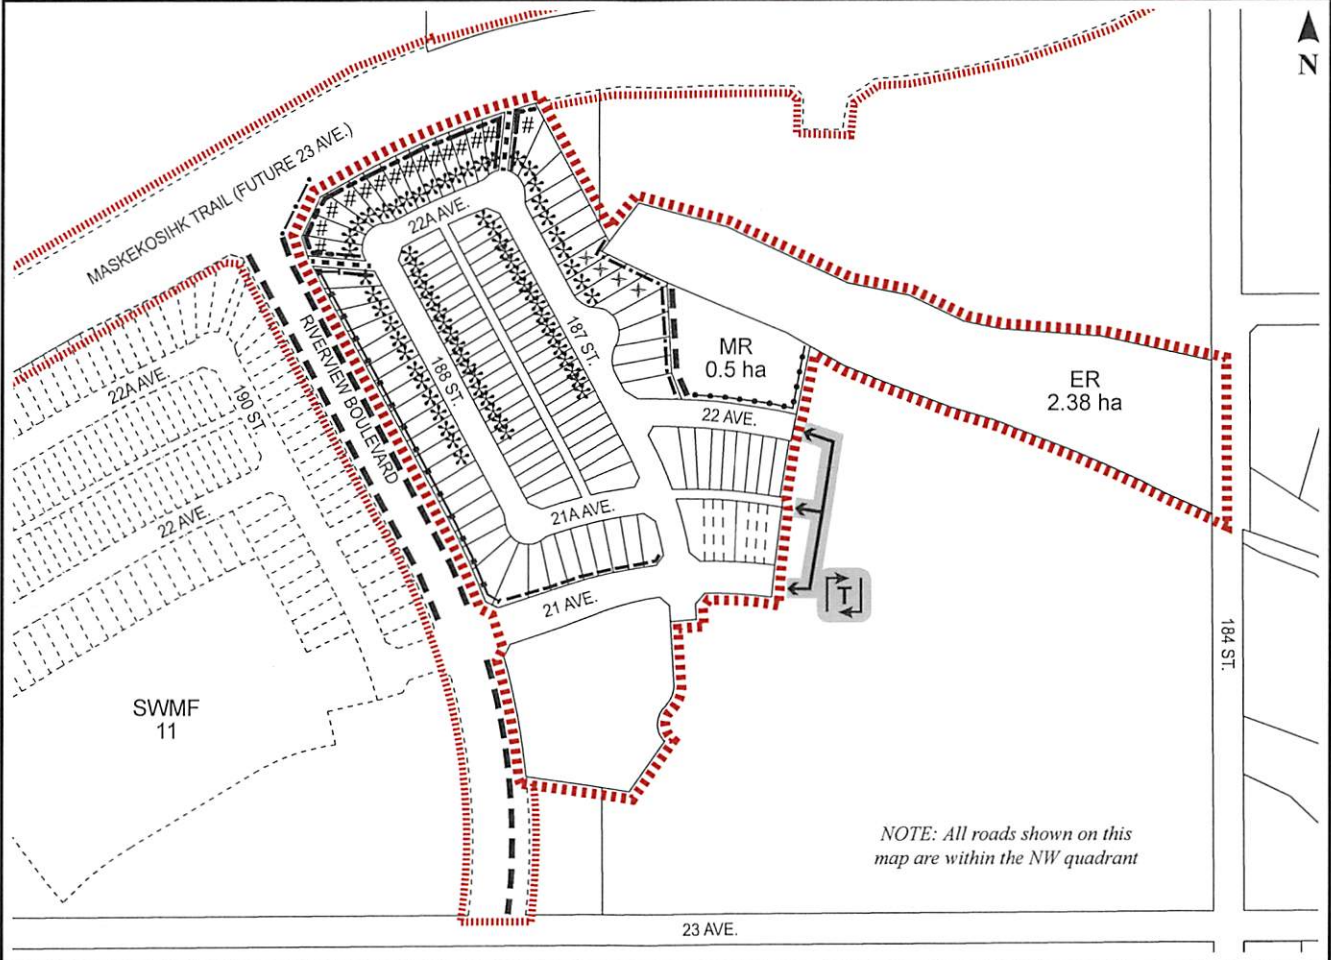 N
MASKEKOSIHK TRAIL (FUTURE 23 AVE.)
22A AVE.
187 ST.
188 ST.
RIVERVIEW BOULEVARD
22A AVE.
190 ST
22 AVE.
MR
0.5 ha
ER
2.38 ha
22 AVE.
21A AVE.
21 AVE.
T
184 ST.
SWMF
11
NOTE: All roads shown on this
map are within the NW quadrant
23 AVE.